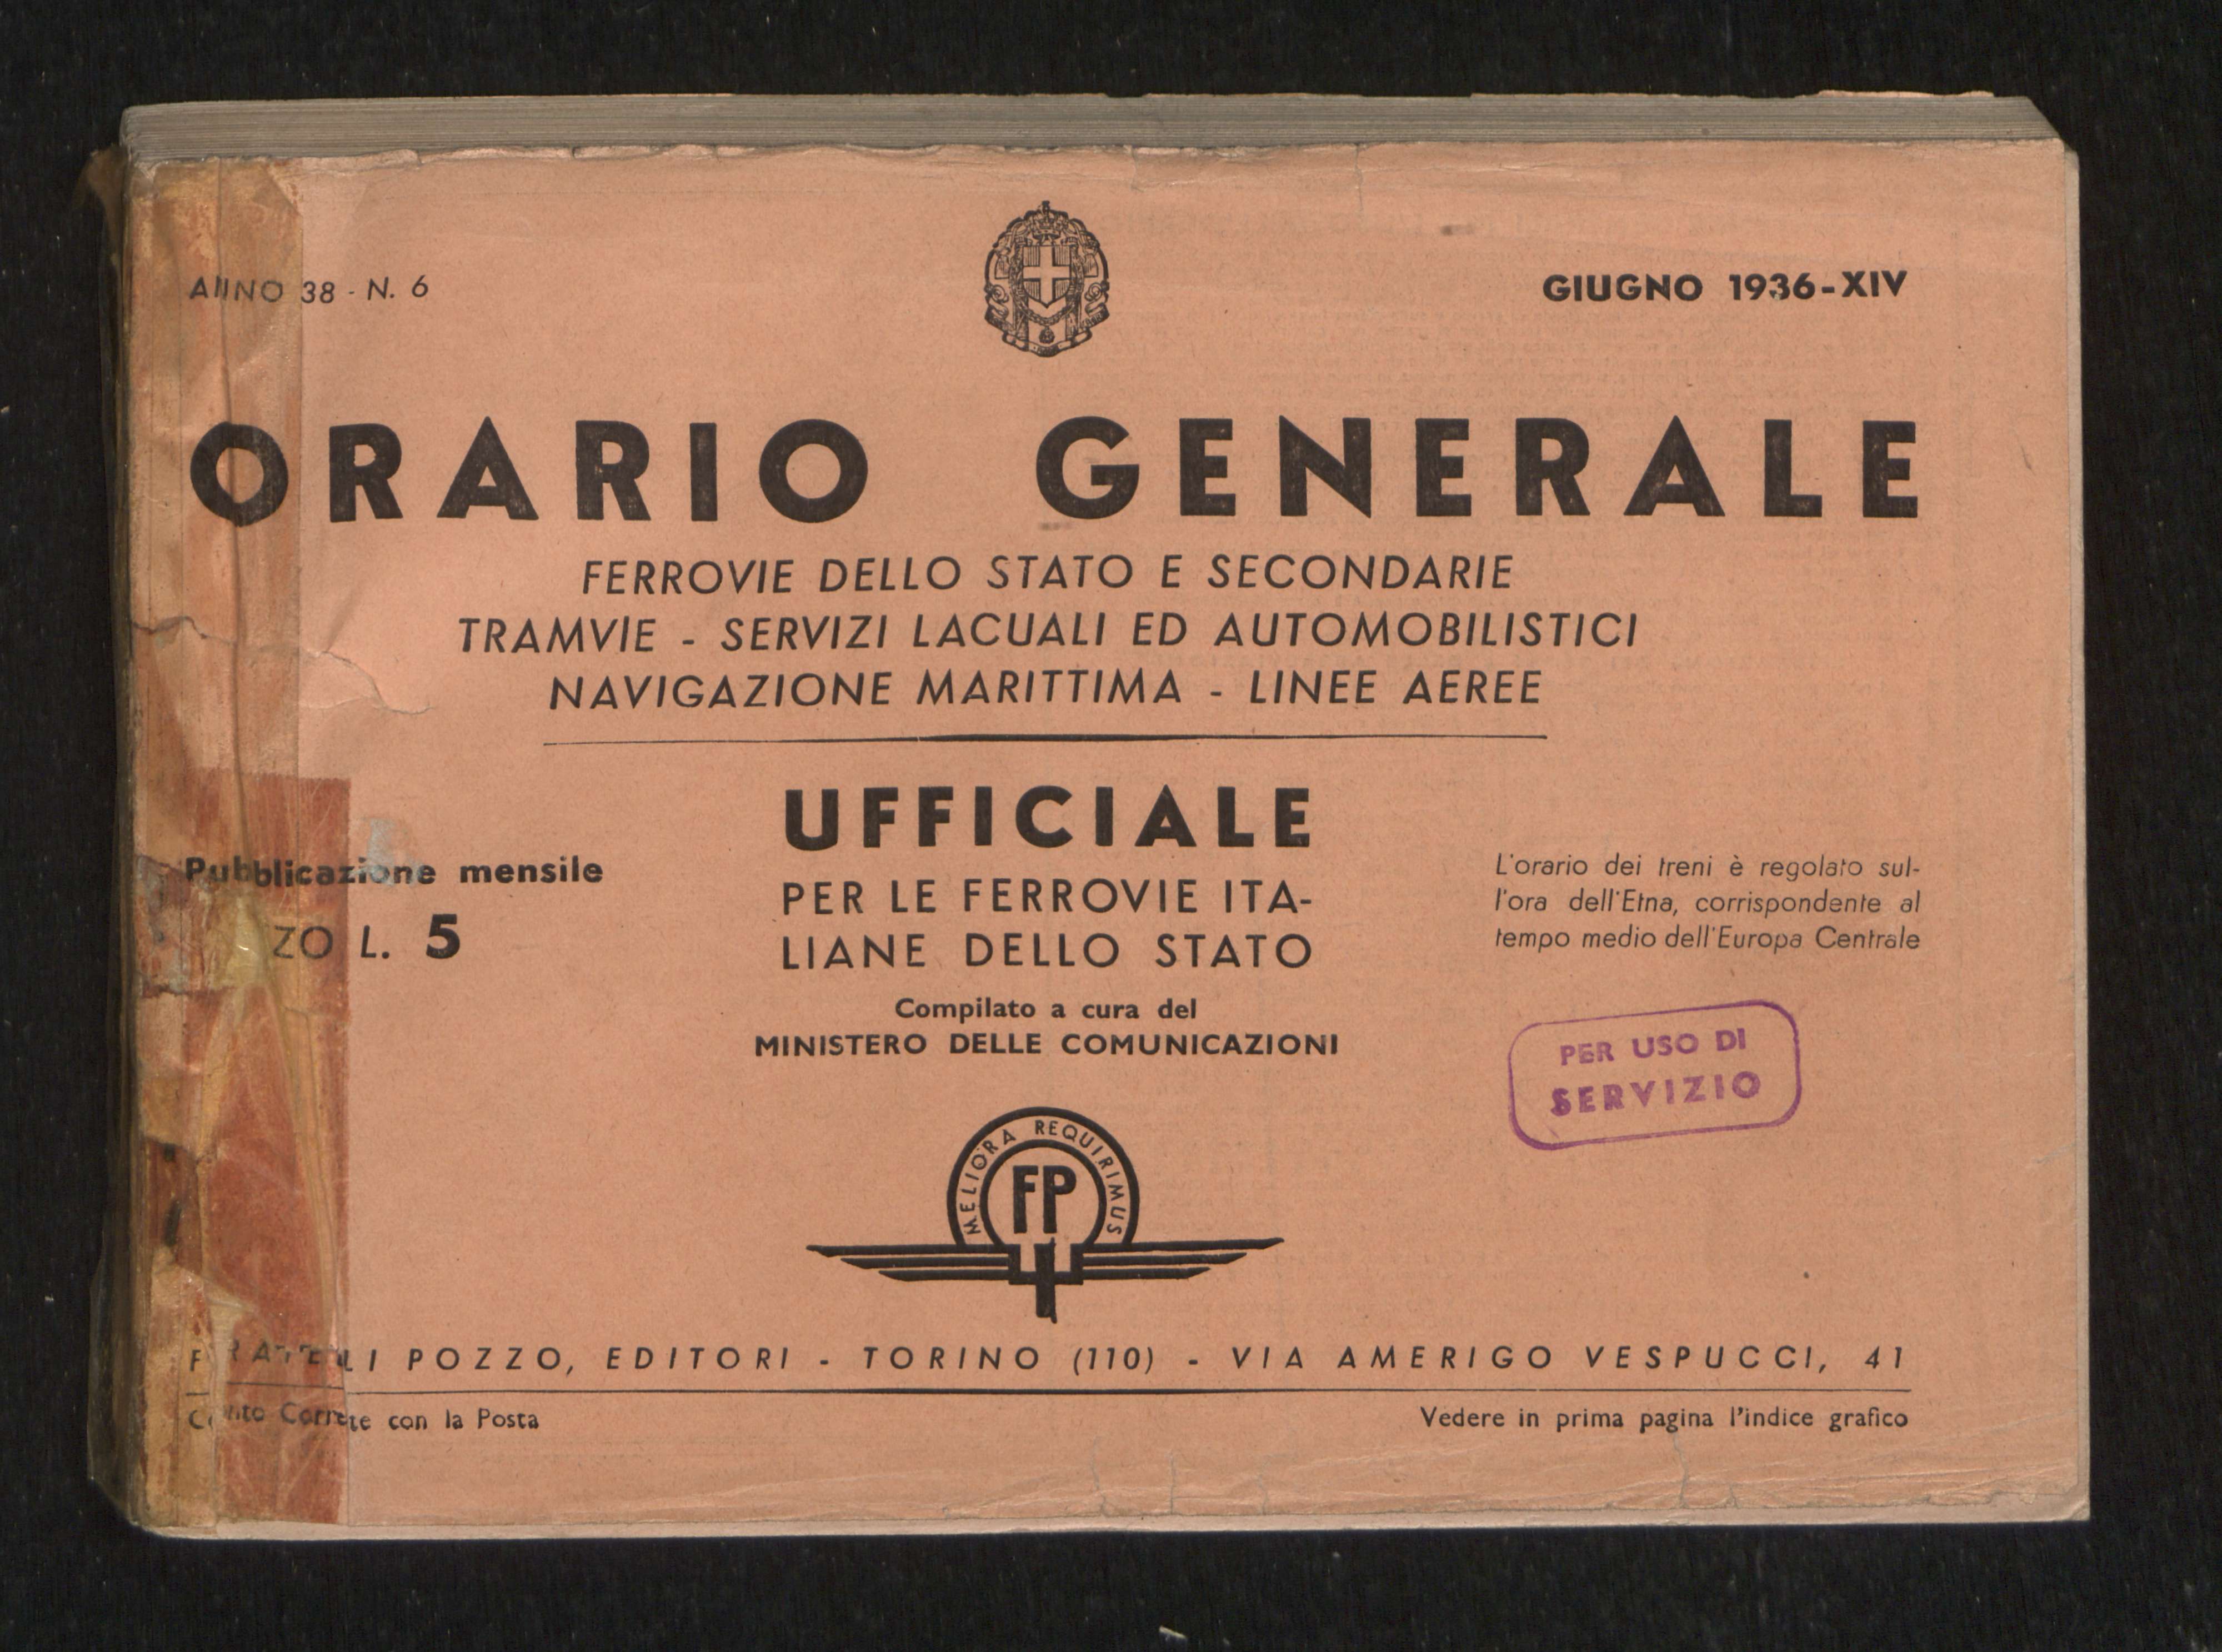 ANNO 38 - N. 6
GIUGNO 1936-XIV
ORARIO GENERALE
FERROVIE DELLO STATO E SECONDARIE
TRAMVIE - SERVIZI LACUALI ED AUTOMOBILISTICI
NAVIGAZIONE MARITTIMA - LINEE AEREE
UFFICIALE
PER LE FERROVIE ITA-
LIANE DELLO STATO
Compilato a cura del
MINISTERO DELLE COMUNICAZIONI
Pubblicazione mensile
ZO L. 5
L'orario dei treni è regolato sul-
l'ora dell'Etna, corrispondente al
tempo medio dell'Europa Centrale
PER USO DI
SERVIZIO
MELIORA REQUIRIMUS
FP
FRATELLI POZZO, EDITORI - TORINO (110) - VIA AMERIGO VESPUCCI, 41
con la Posta
Vedere in prima pagina l'indice grafico